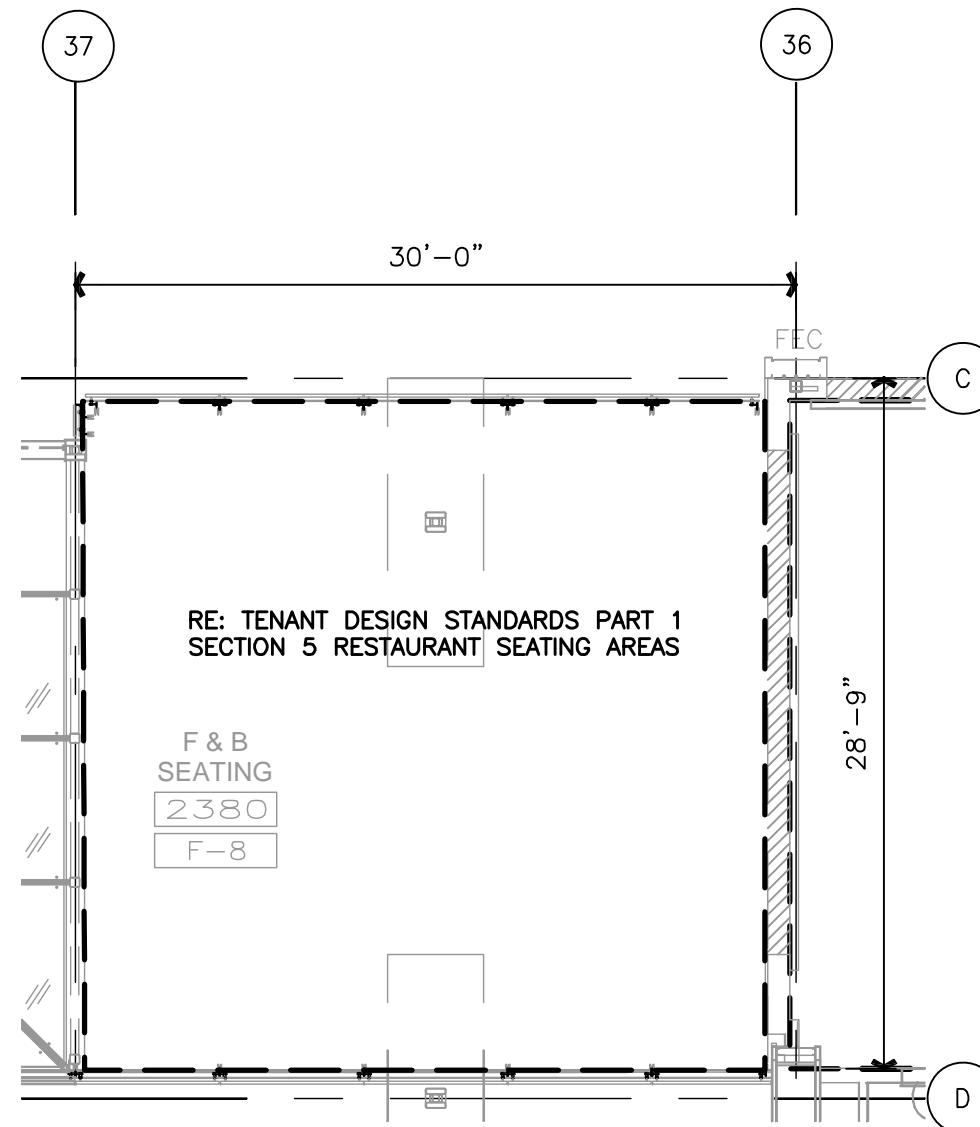 37
36
30'-0"
FEC
C
RE: TENANT DESIGN STANDARDS PART 1
SECTION 5 RESTAURANT SEATING AREAS
28'-9"
F & B
SEATING
2380
F-8
D